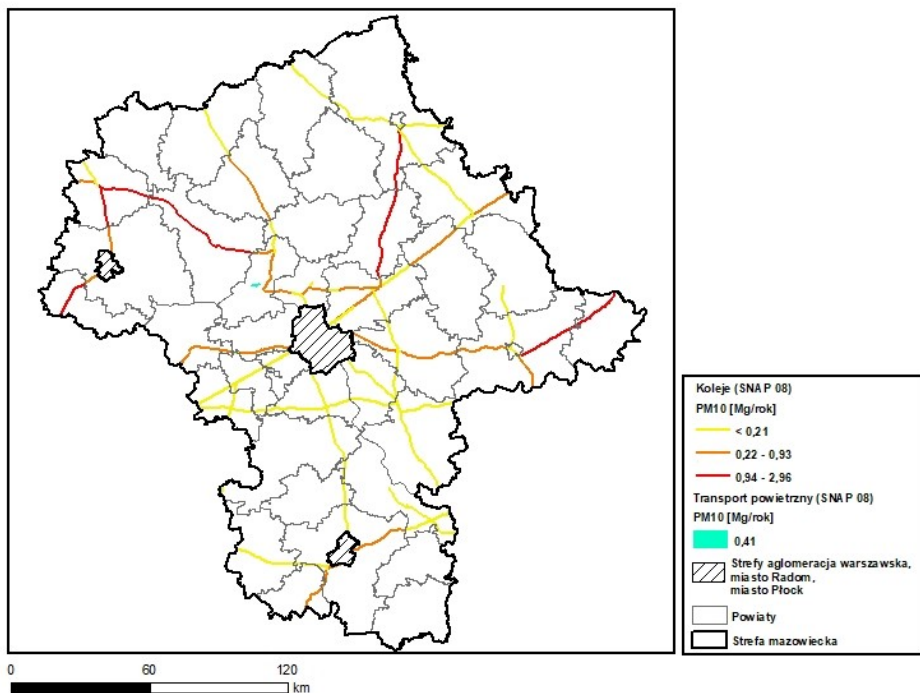 Koleje (SNAP 08)
PM10 [Mg/rok]
< 0,21
0,22 - 0,93
0,94 - 2,96
Transport powietrzny (SNAP 08)
PM10 [Mg/rok]
0,41
Strefy aglomeracja warszawska,
miasto Radom,
miasto Płock
Powiaty
Strefa mazowiecka
0 60 120
km